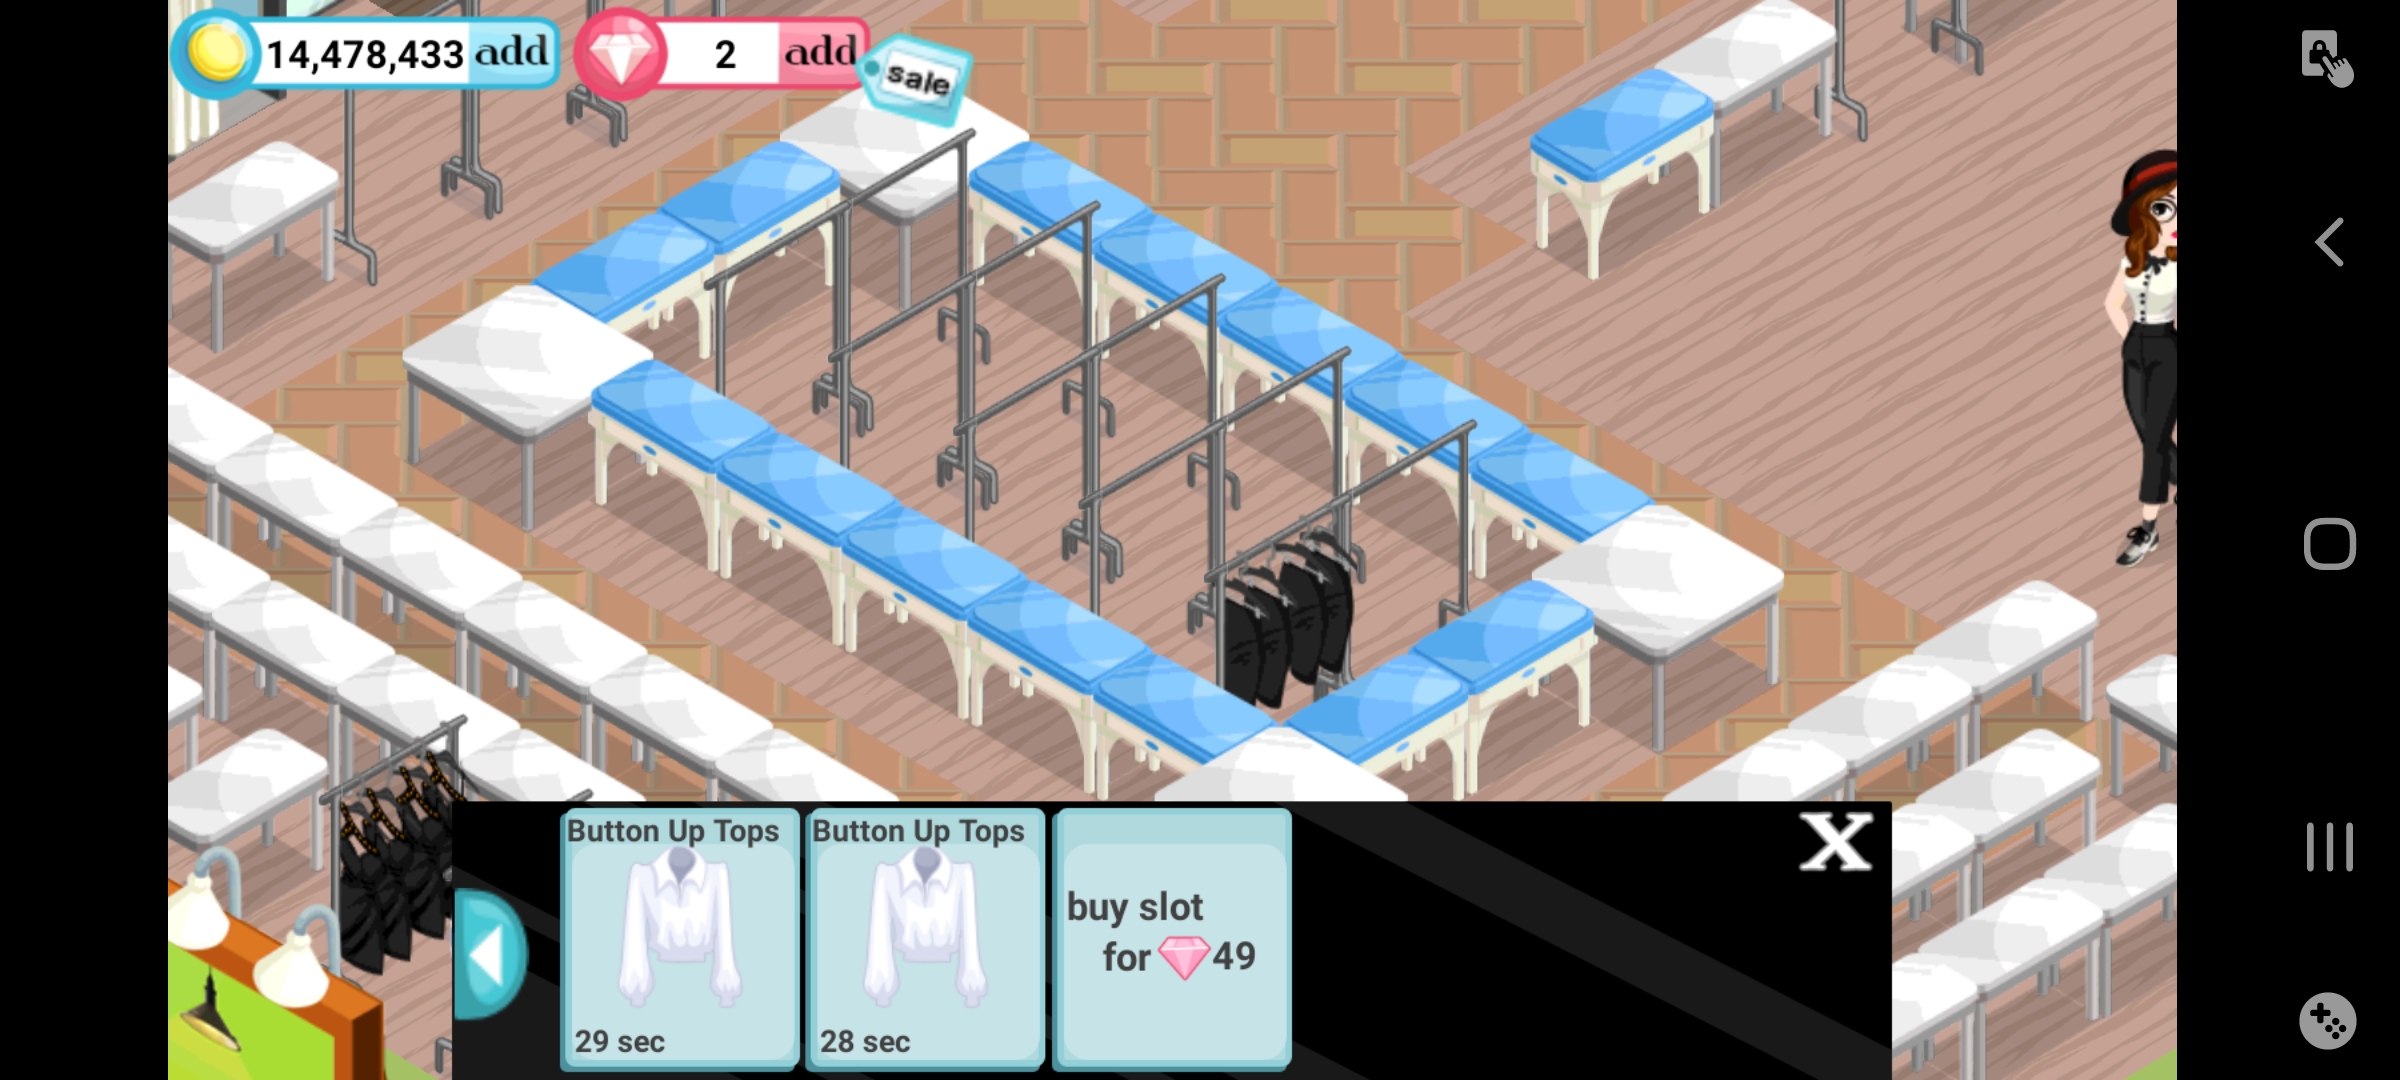 14,478,433 add
2 add
sale
Button Up Tops
29 sec
Button Up Tops
28 sec
buy slot
for 49
X